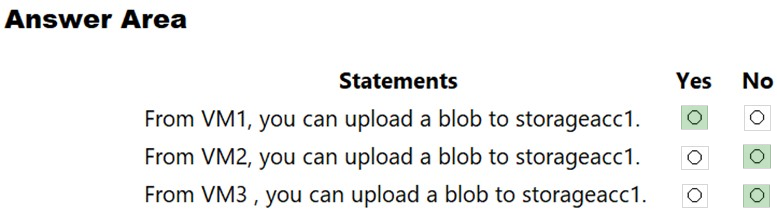 Answer Area
Statements Yes No
From VM1, you can upload a blob to storageacc1.
From VM2, you can upload a blob to storageacc1.
From VM3 , you can upload a blob to storageacc1.